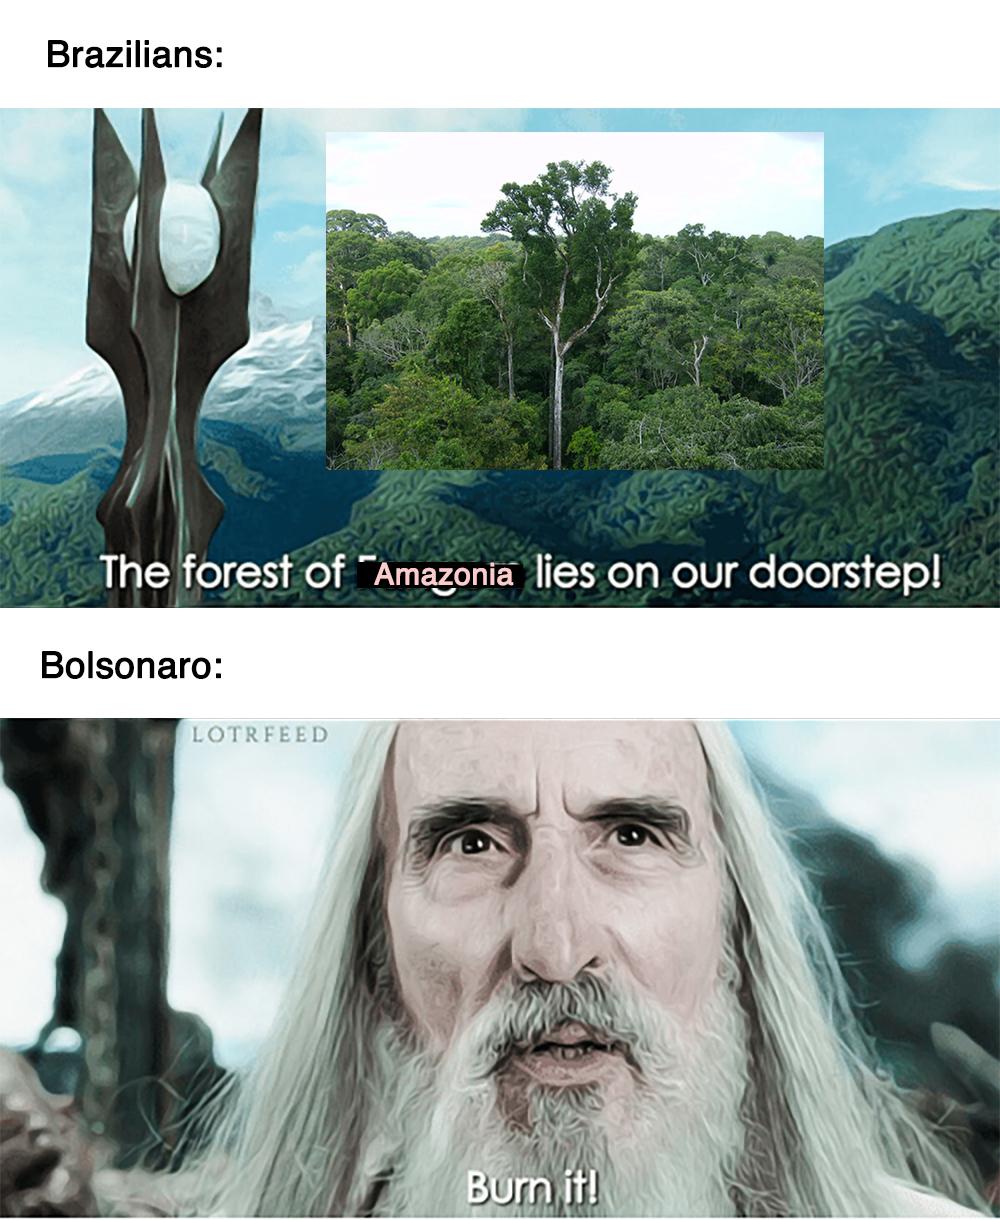 Brazilians:
The forest of Amazonia lies on our doorstep!
Bolsonaro:
LOTRFEED
Burn it!